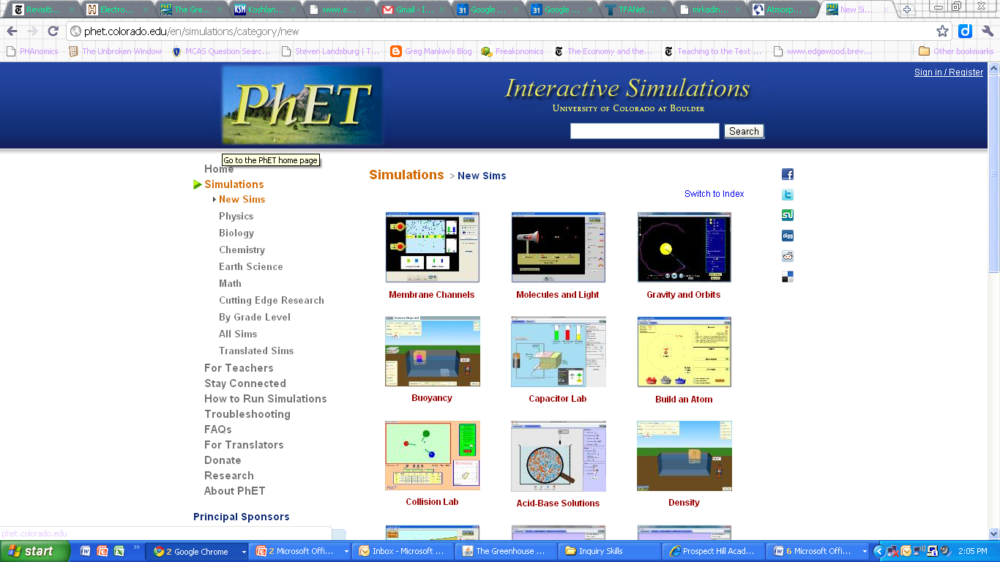 Revisiti...
Electro...
The Gre...
Koshlan...
www.e...
Gmail - I...
Google ...
Google ...
TFANet...
mrkadin...
Atmosp...
New Si...
phet.colorado.edu/en/simulations/category/new
PHAnomics
The Unbroken Window
MCAS Question Searc...
Steven Landsburg | T...
Greg Mankiw's Blog
Freakonomics
The Economy and the...
Teaching to the Text ...
www.edgewood.brev...
Other bookmarks
Sign in / Register
PhET
Interactive Simulations
University of Colorado at Boulder
Search
Go to the PhET home page
Home
Simulations
New Sims
Physics
Biology
Chemistry
Earth Science
Math
Cutting Edge Research
By Grade Level
All Sims
Translated Sims
For Teachers
Stay Connected
How to Run Simulations
Troubleshooting
FAQs
For Translators
Donate
Research
About PhET
Principal Sponsors
Simulations > New Sims
Switch to Index
Membrane Channels
Molecules and Light
Gravity and Orbits
Buoyancy
Capacitor Lab
Build an Atom
Collision Lab
Acid-Base Solutions
Density
digg
phet.colorado.edu
start
2 Google Chrome
2 Microsoft Offi...
Inbox - Microsoft ...
The Greenhouse ...
Inquiry Skills
Prospect Hill Acad...
6 Microsoft Offi...
2:05 PM